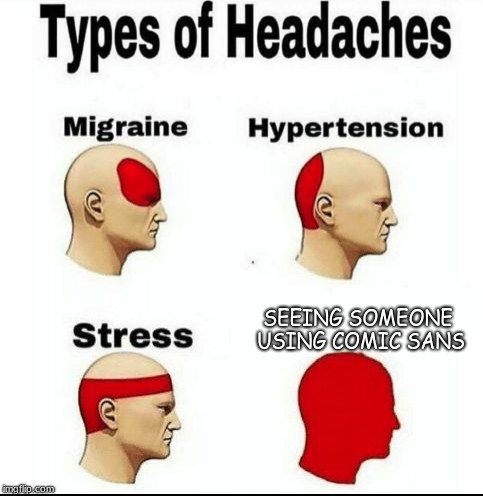 Types of Headaches
Migraine
Hypertension
Stress
SEEING SOMEONE
USING COMIC SANS
imgflip.com